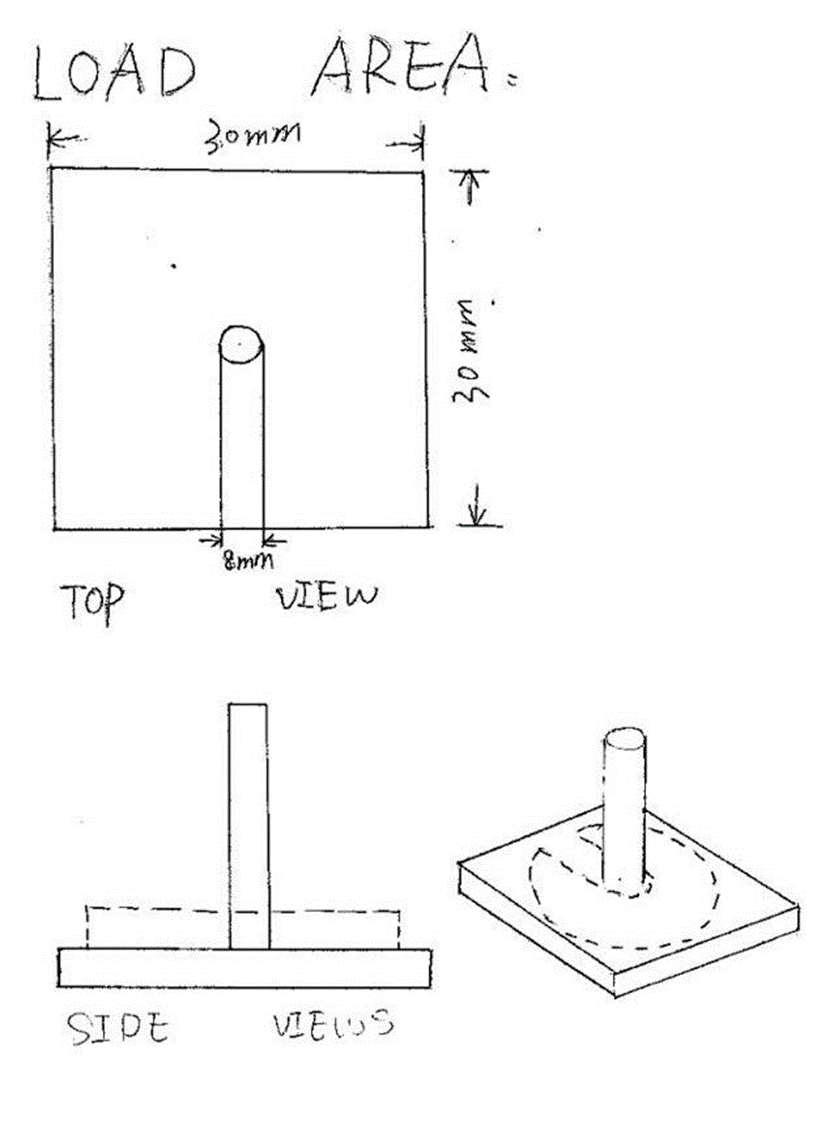 LOAD AREA:
30mm
30mm
8mm
TOP VIEW
SIDE VIEWS